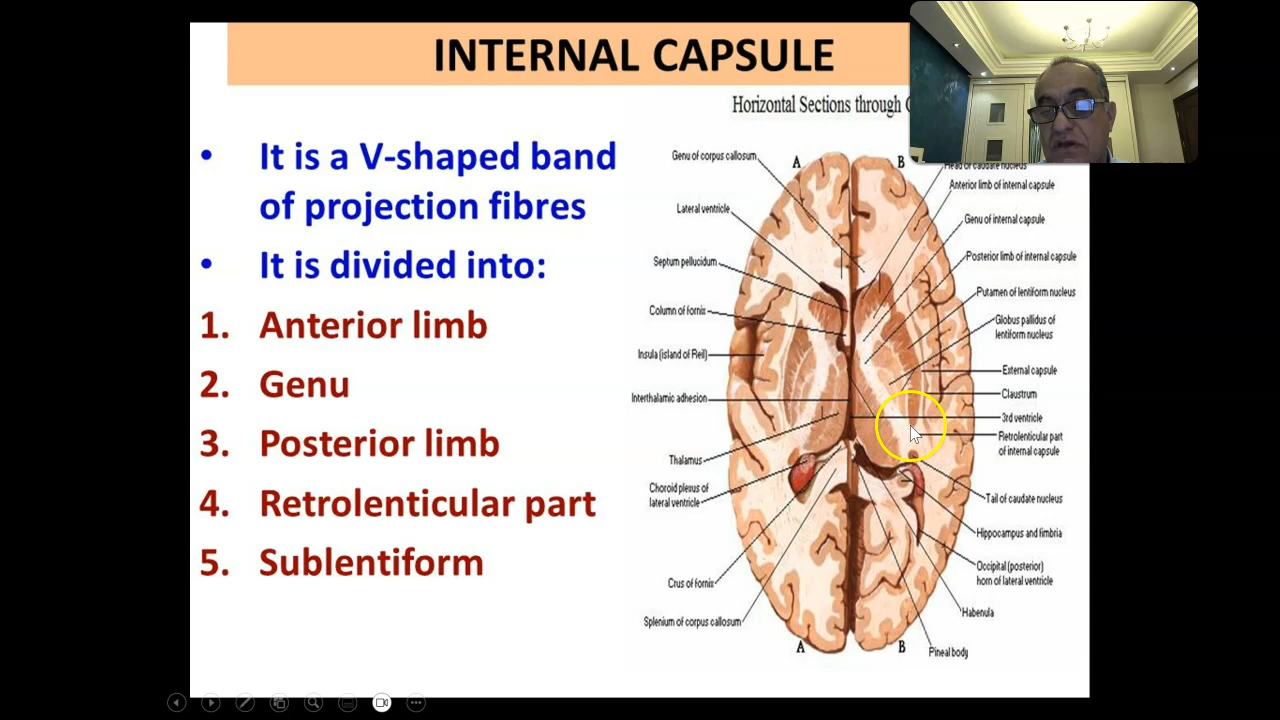 INTERNAL CAPSULE
Horizontal Sections through
• It is a V-shaped band
of projection fibres
• It is divided into:
1. Anterior limb
2. Genu
3. Posterior limb
4. Retrolenticular part
5. Sublentiform
A
B
Genu of corpus callosum
Lateral ventricle
Septum pellucidum
Column of fornix
Insula (island of Reil)
Interthalamic adhesion
Thalamus
Choroid plexus of
lateral ventricle
Crus of fornix
Splenium of corpus callosum
Head of caudate nucleus
Anterior limb of internal capsule
Genu of internal capsule
Posterior limb of internal capsule
Putamen of lentiform nucleus
Globus pallidus of
lentiform nucleus
External capsule
Claustrum
3rd ventricle
Retrolenticular part
of internal capsule
Tail of caudate nucleus
Hippocampus and fimbria
Occipital (posterior)
horn of lateral ventricle
Habenula
Pineal body
A
B